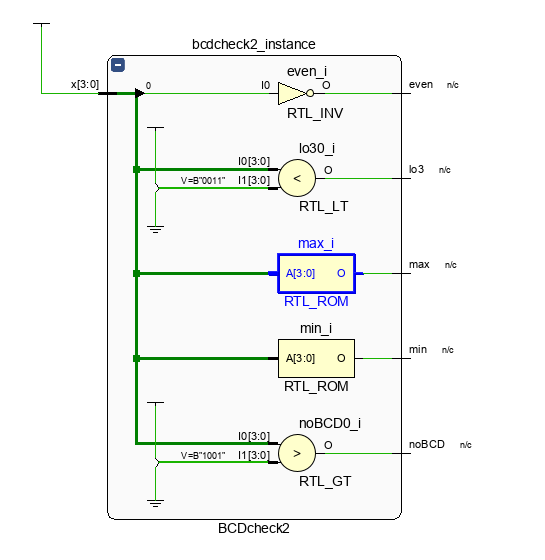 bcdcheck2_instance
x[3:0]
0
even_i
I0
O
RTL_INV
even n/c
lo30_i
I0[3:0]
V=B"0011" I1[3:0]
<
O
RTL_LT
lo3 n/c
max_i
A[3:0] O
RTL_ROM
max n/c
min_i
A[3:0] O
RTL_ROM
min n/c
noBCD0_i
I0[3:0]
V=B"1001" I1[3:0]
>
O
RTL_GT
noBCD n/c
BCDcheck2